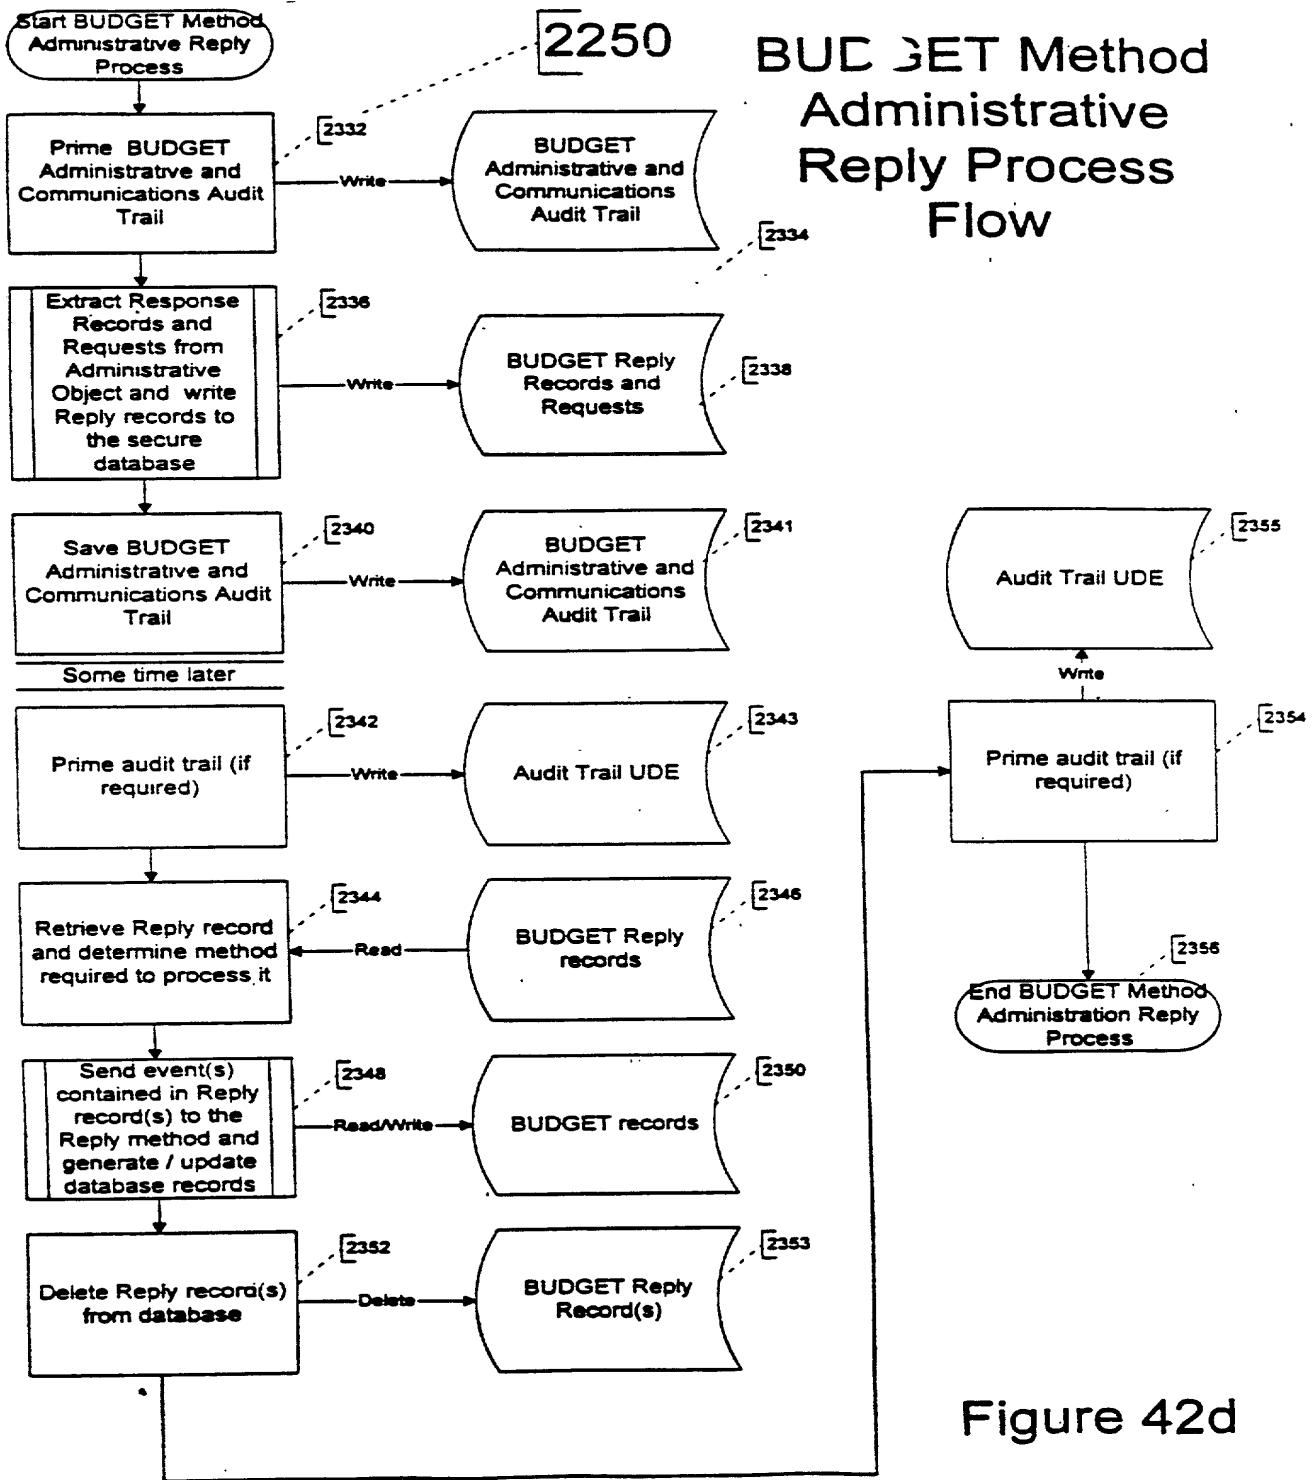 Start BUDGET Method
Administrative Reply
Process
2250
BUDGET Method
Administrative
Reply Process
Flow
Prime BUDGET
Administrative and
Communications Audit
Trail
2332
Write
BUDGET
Administrative and
Communications
Audit Trail
2334
Extract Response
Records and
Requests from
Administrative
Object and write
Reply records to
the secure
database
2336
Write
BUDGET Reply
Records and
Requests
2338
Save BUDGET
Administrative and
Communications Audit
Trail
2340
Write
BUDGET
Administrative and
Communications
Audit Trail
2341
Some time later
Prime audit trail (if
required)
2342
Write
Audit Trail UDE
2343
Retrieve Reply record
and determine method
required to process it
2344
Read
BUDGET Reply
records
2346
Send event(s)
contained in Reply
record(s) to the
Reply method and
generate / update
database records
2348
Read/Write
BUDGET records
2350
Delete Reply record(s)
from database
2352
Delete
BUDGET Reply
Record(s)
2353
Audit Trail UDE
2355
Write
Prime audit trail (if
required)
2354
2356
End BUDGET Method
Administration Reply
Process
Figure 42d